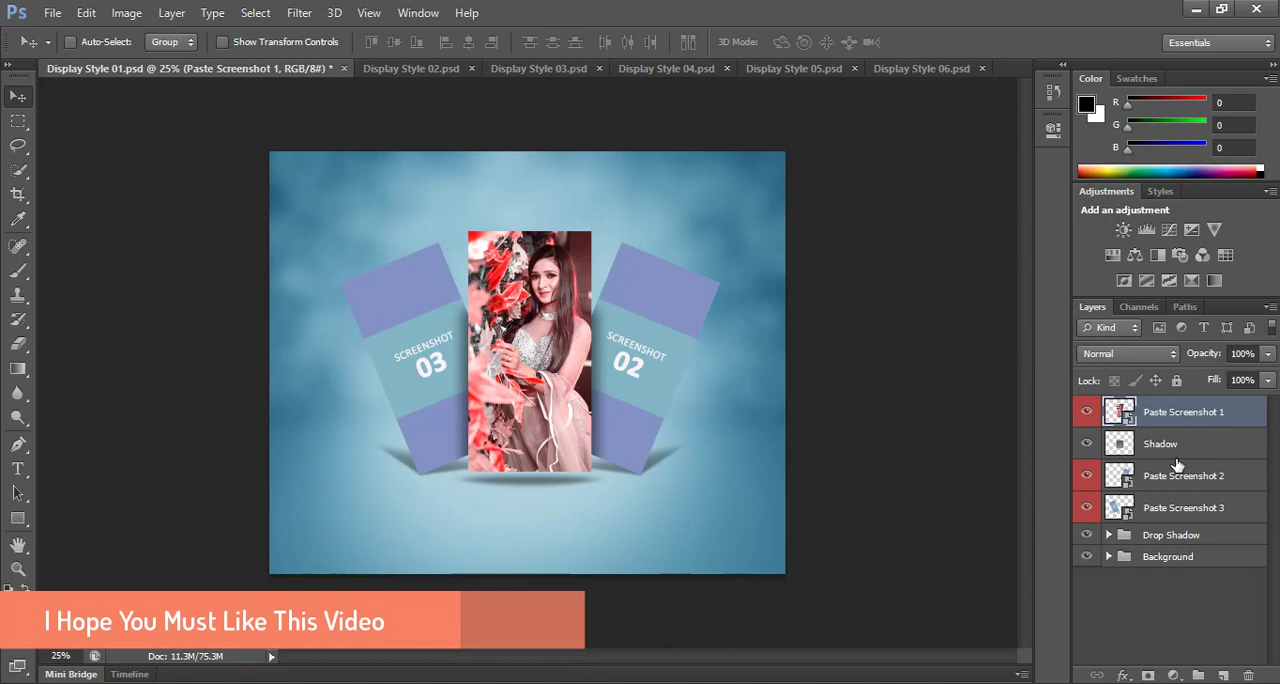 Ps File Edit Image Layer Type Select Filter 3D View Window Help
Auto-Select: Group Show Transform Controls 3D Mode: Essentials
Display Style 01.psd @ 25% (Paste Screenshot 1, RGB/8#) * × Display Style 02.psd × Display Style 03.psd × Display Style 04.psd × Display Style 05.psd × Display Style 06.psd ×
Color Swatches
R 0
G 0
B 0
Adjustments Styles
Add an adjustment
Layers Channels Paths
Kind
Normal Opacity: 100%
Lock: Fill: 100%
Paste Screenshot 1
Shadow
Paste Screenshot 2
Paste Screenshot 3
Drop Shadow
Background
SCREENSHOT
03
SCREENSHOT
02
I Hope You Must Like This Video
25% Doc: 11.3M/75.3M
Mini Bridge Timeline